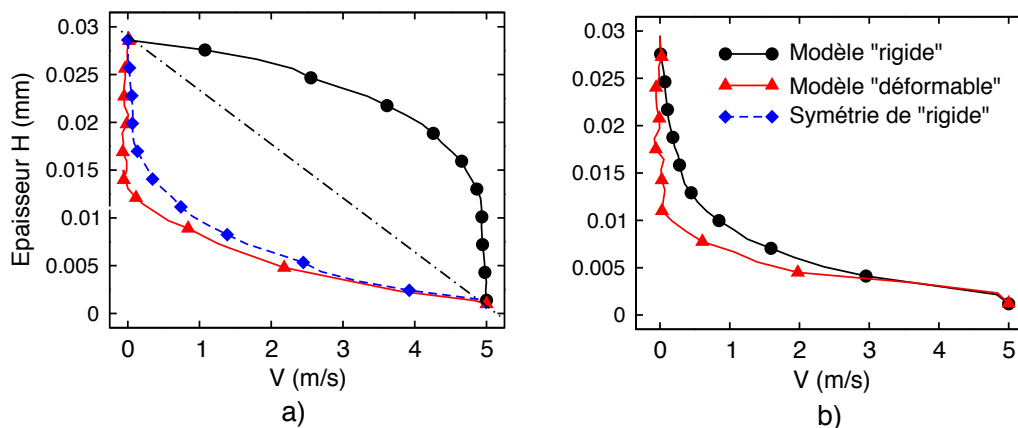 0.03
0.025
0.02
0.015
0.01
0.005
0
Epaisseur H (mm)
0 1 2 3 4 5
V (m/s)
a)
0.03
0.025
0.02
0.015
0.01
0.005
0
Modèle "rigide"
Modèle "déformable"
Symétrie de "rigide"
0 1 2 3 4 5
V (m/s)
b)